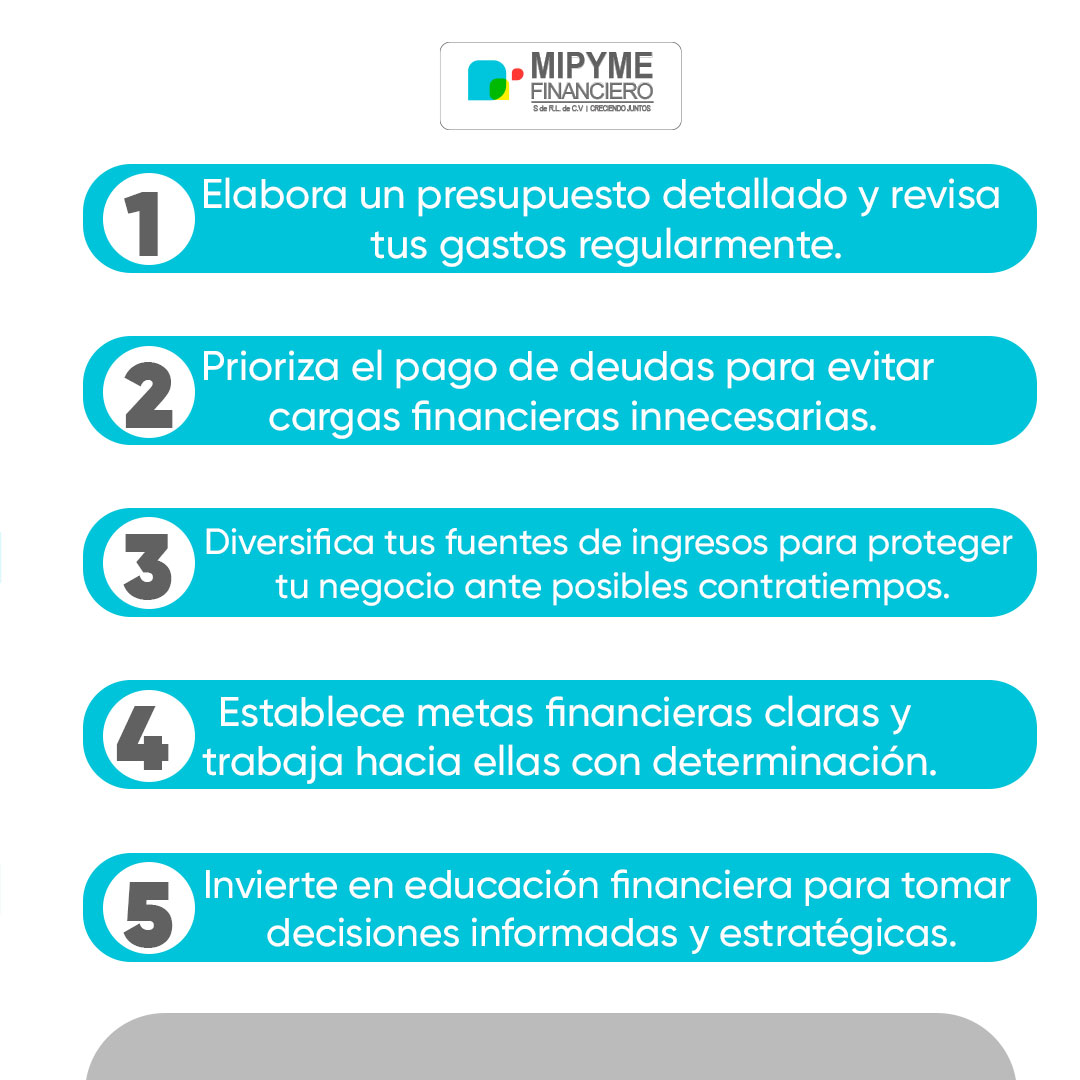 MIPYME
FINANCIERO
S de R.L. de C.V | CRECIENDO JUNTOS
1
Elabora un presupuesto detallado y revisa
tus gastos regularmente.
2
Prioriza el pago de deudas para evitar
cargas financieras innecesarias.
3
Diversifica tus fuentes de ingresos para proteger
tu negocio ante posibles contratiempos.
4
Establece metas financieras claras y
trabaja hacia ellas con determinación.
5
Invierte en educación financiera para tomar
decisiones informadas y estratégicas.